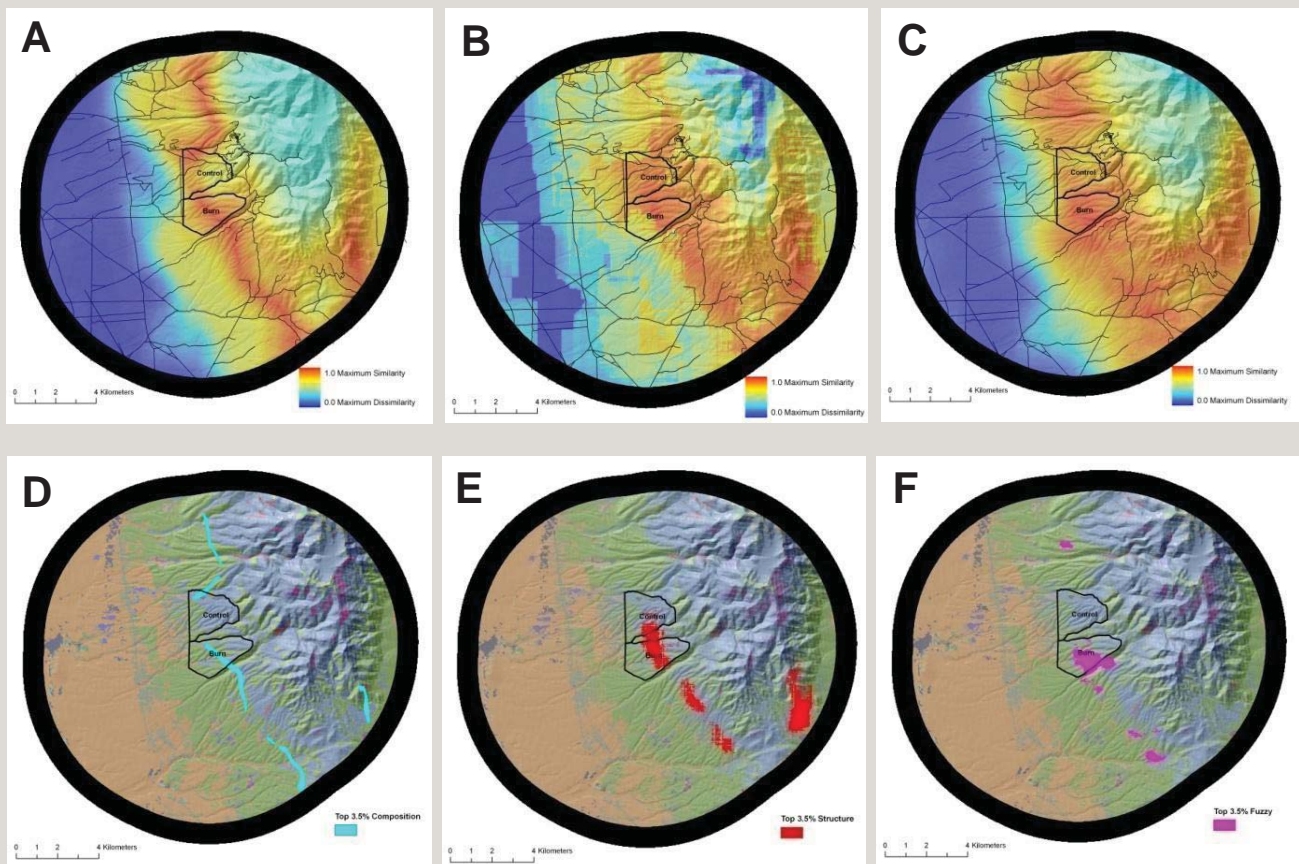 A
Control
Burn
1.0 Maximum Similarity
0.0 Maximum Dissimilarity
0 1 2 4 Kilometers
B
Control
Burn
1.0 Maximum Similarity
0.0 Maximum Dissimilarity
0 1 2 4 Kilometers
C
Control
Burn
1.0 Maximum Similarity
0.0 Maximum Dissimilarity
0 1 2 4 Kilometers
D
Control
Burn
Top 3.5% Composition
0 1 2 4 Kilometers
E
Control
Top 3.5% Structure
0 1 2 4 Kilometers
F
Control
Burn
Top 3.5% Fuzzy
0 1 2 4 Kilometers